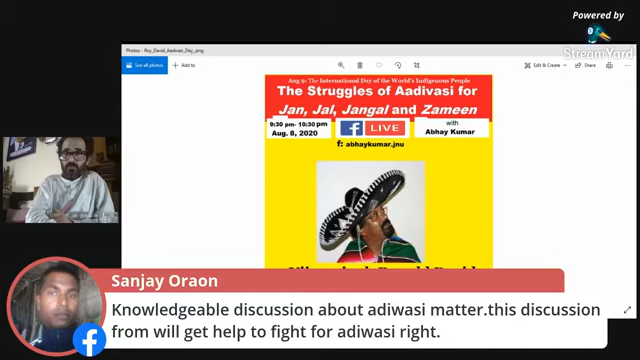 Powered by
StreamYard
Photos - Roy_David_Aadivasi_Day_.png
See all photos
+ Add to
Edit & Create
Share
Aug 9: The International Day of the World's Indigenous People
The Struggles of Aadivasi for
Jan, Jal, Jangal and Zameen
9:30 pm- 10:30 pm
Aug. 8, 2020
f LIVE
with
Abhay Kumar
f: abhaykumar.jnu
Sanjay Oraon
Knowledgeable discussion about adiwasi matter.this discussion
from will get help to fight for adiwasi right.